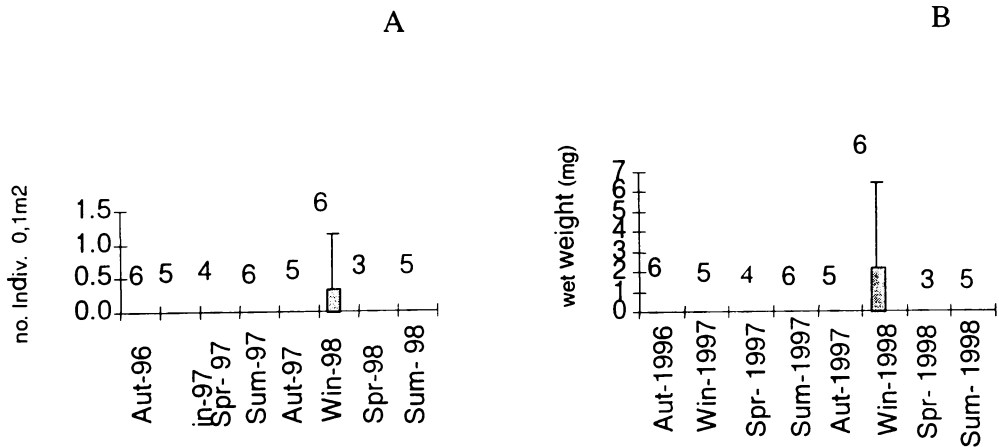 A
no. Indiv. 0,1m2
1.5
1.0
0.5
0.0
6 5 4 6 5 6 3 5
Aut-96
in-97
Spr- 97
Sum-97
Aut-97
Win-98
Spr-98
Sum- 98
B
wet weight (mg)
7
6
5
4
3
2
1
0
6 5 4 6 5 6 3 5
Aut-1996
Win-1997
Spr- 1997
Sum-1997
Aut-1997
Win-1998
Spr- 1998
Sum- 1998